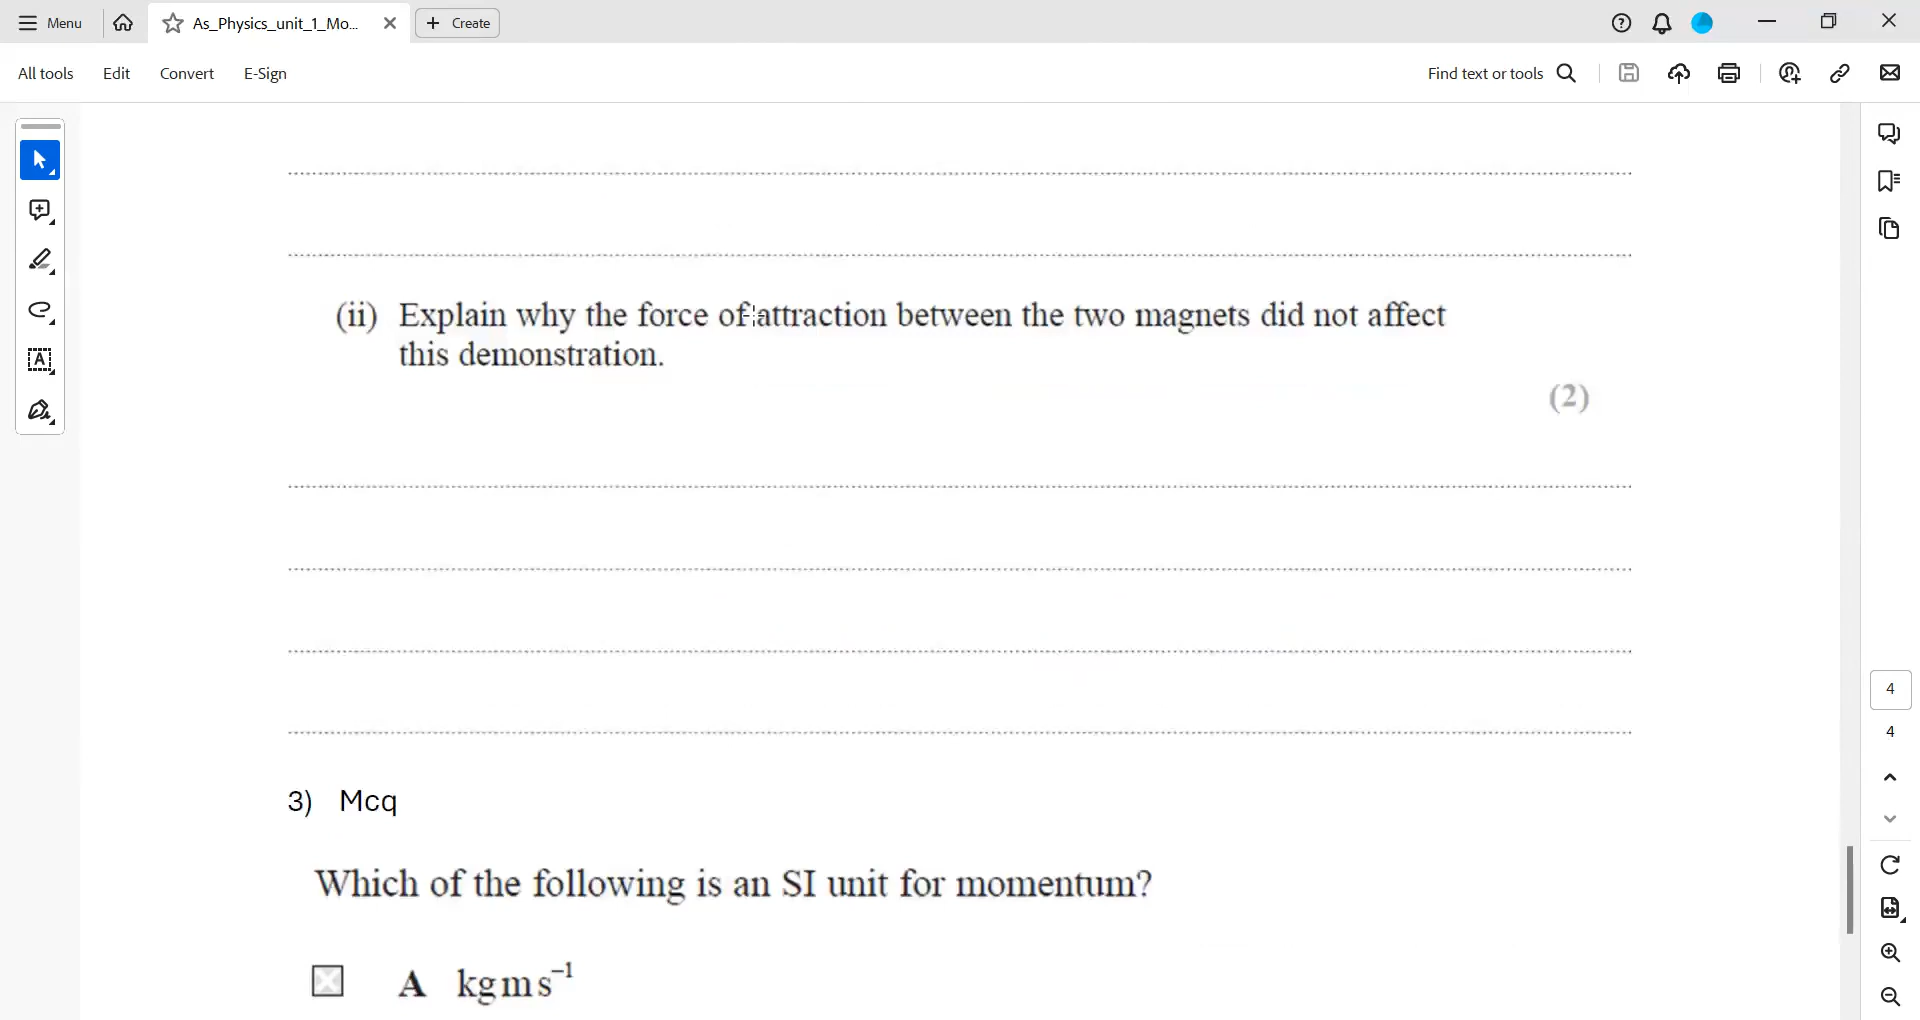 Menu
As_Physics_unit_1_Mo...
Create
All tools
Edit
Convert
E-Sign
Find text or tools
(ii) Explain why the force of attraction between the two magnets did not affect
this demonstration.
(2)
3) Mcq
Which of the following is an SI unit for momentum?
A kg m s⁻¹
4
4